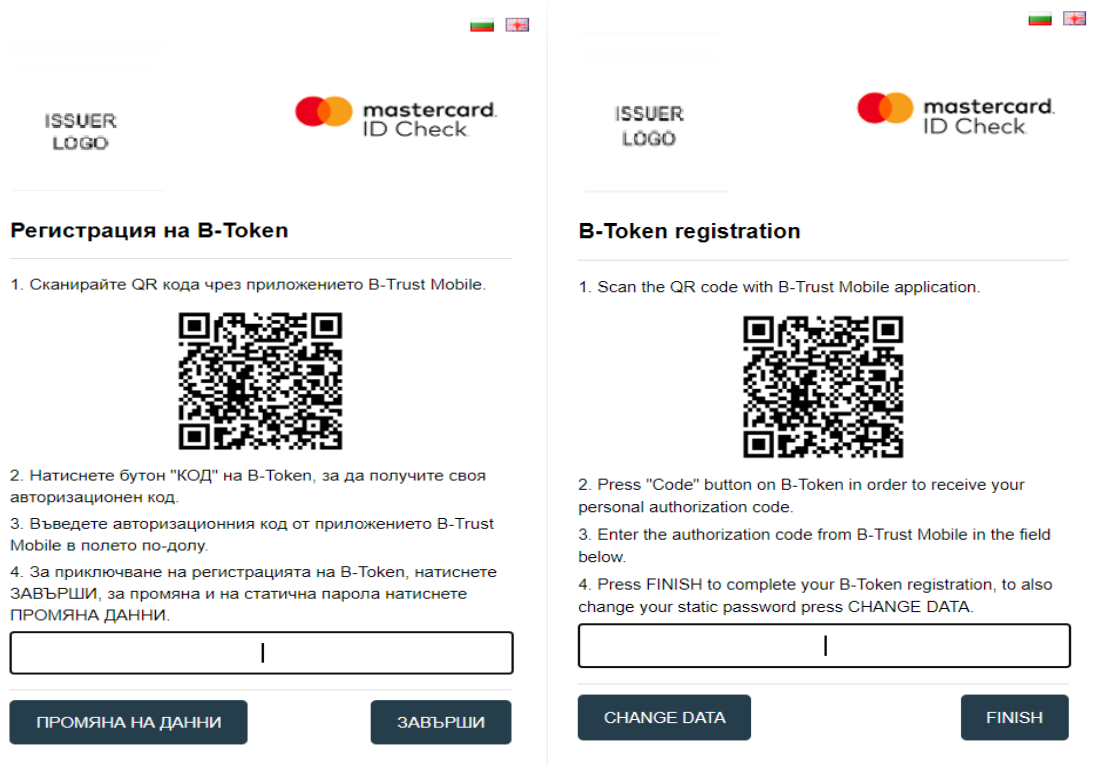 ISSUER
LOGO
mastercard.
ID Check
Регистрация на B-Token
1. Сканирайте QR кода чрез приложението B-Trust Mobile.
2. Натиснете бутон "КОД" на B-Token, за да получите своя
авторизационен код.
3. Въведете авторизационния код от приложението B-Trust
Mobile в полето по-долу.
4. За приключване на регистрацията на B-Token, натиснете
ЗАВЪРШИ, за промяна и на статична парола натиснете
ПРОМЯНА ДАННИ.
ПРОМЯНА НА ДАННИ
ЗАВЪРШИ
ISSUER
LOGO
mastercard.
ID Check
B-Token registration
1. Scan the QR code with B-Trust Mobile application.
2. Press "Code" button on B-Token in order to receive your
personal authorization code.
3. Enter the authorization code from B-Trust Mobile in the field
below.
4. Press FINISH to complete your B-Token registration, to also
change your static password press CHANGE DATA.
CHANGE DATA
FINISH